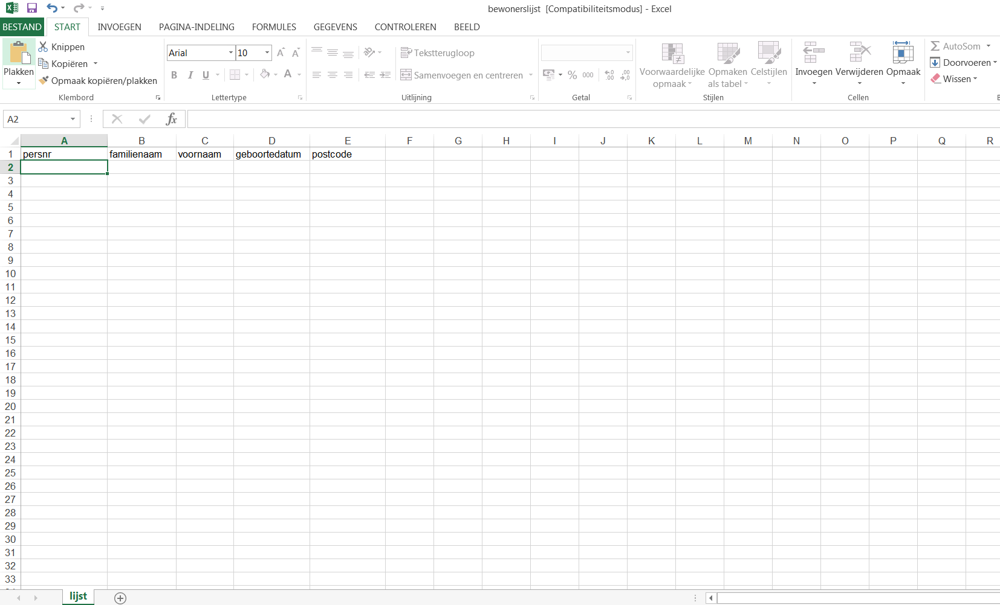 bewonerslijst [Compatibiliteitsmodus] - Excel
BESTAND START INVOEGEN PAGINA-INDELING FORMULES GEGEVENS CONTROLEREN BEELD
Plakken
Knippen
Kopiëren
Opmaak kopiëren/plakken
Klembord
Arial 10
B I U A
Lettertype
Tekstterugloop
Samenvoegen en centreren
Uitlijning
% 000
Getal
Voorwaardelijke opmaak
Opmaken als tabel
Celstijlen
Stijlen
Invoegen Verwijderen Opmaak
Cellen
AutoSom
Doorvoeren
Wissen
A2 fx
A B C D E F G H I J K L M N O P Q R
1 persnr familienaam voornaam geboortedatum postcode
2
3
4
5
6
7
8
9
10
11
12
13
14
15
16
17
18
19
20
21
22
23
24
25
26
27
28
29
30
31
32
33
lijst